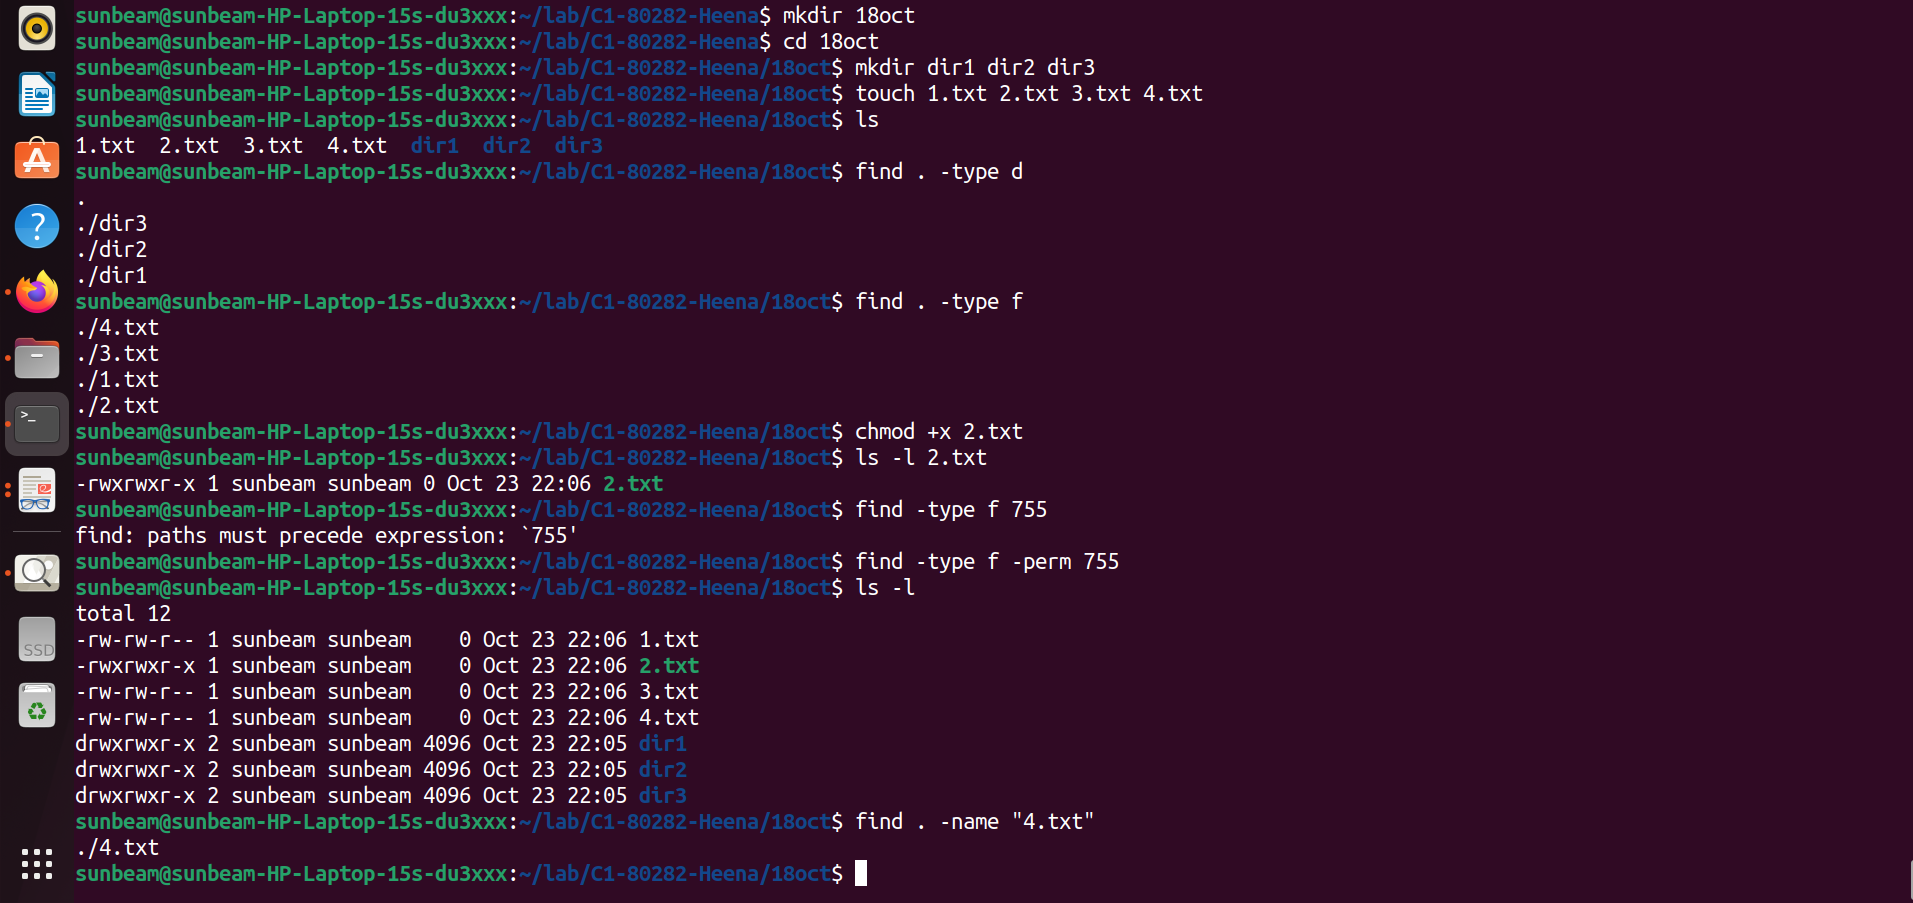 sunbeam@sunbeam-HP-Laptop-15s-du3xxx:~/lab/C1-80282-Heena$ mkdir 18oct
sunbeam@sunbeam-HP-Laptop-15s-du3xxx:~/lab/C1-80282-Heena$ cd 18oct
sunbeam@sunbeam-HP-Laptop-15s-du3xxx:~/lab/C1-80282-Heena/18oct$ mkdir dir1 dir2 dir3
sunbeam@sunbeam-HP-Laptop-15s-du3xxx:~/lab/C1-80282-Heena/18oct$ touch 1.txt 2.txt 3.txt 4.txt
sunbeam@sunbeam-HP-Laptop-15s-du3xxx:~/lab/C1-80282-Heena/18oct$ ls
1.txt  2.txt  3.txt  4.txt  dir1  dir2  dir3
sunbeam@sunbeam-HP-Laptop-15s-du3xxx:~/lab/C1-80282-Heena/18oct$ find . -type d
.
./dir3
./dir2
./dir1
sunbeam@sunbeam-HP-Laptop-15s-du3xxx:~/lab/C1-80282-Heena/18oct$ find . -type f
./4.txt
./3.txt
./1.txt
./2.txt
sunbeam@sunbeam-HP-Laptop-15s-du3xxx:~/lab/C1-80282-Heena/18oct$ chmod +x 2.txt
sunbeam@sunbeam-HP-Laptop-15s-du3xxx:~/lab/C1-80282-Heena/18oct$ ls -l 2.txt
-rwxrwxr-x 1 sunbeam sunbeam 0 Oct 23 22:06 2.txt
sunbeam@sunbeam-HP-Laptop-15s-du3xxx:~/lab/C1-80282-Heena/18oct$ find -type f 755
find: paths must precede expression: `755'
sunbeam@sunbeam-HP-Laptop-15s-du3xxx:~/lab/C1-80282-Heena/18oct$ find -type f -perm 755
sunbeam@sunbeam-HP-Laptop-15s-du3xxx:~/lab/C1-80282-Heena/18oct$ ls -l
total 12
-rw-rw-r-- 1 sunbeam sunbeam    0 Oct 23 22:06 1.txt
-rwxrwxr-x 1 sunbeam sunbeam    0 Oct 23 22:06 2.txt
-rw-rw-r-- 1 sunbeam sunbeam    0 Oct 23 22:06 3.txt
-rw-rw-r-- 1 sunbeam sunbeam    0 Oct 23 22:06 4.txt
drwxrwxr-x 2 sunbeam sunbeam 4096 Oct 23 22:05 dir1
drwxrwxr-x 2 sunbeam sunbeam 4096 Oct 23 22:05 dir2
drwxrwxr-x 2 sunbeam sunbeam 4096 Oct 23 22:05 dir3
sunbeam@sunbeam-HP-Laptop-15s-du3xxx:~/lab/C1-80282-Heena/18oct$ find . -name "4.txt"
./4.txt
sunbeam@sunbeam-HP-Laptop-15s-du3xxx:~/lab/C1-80282-Heena/18oct$
SSD